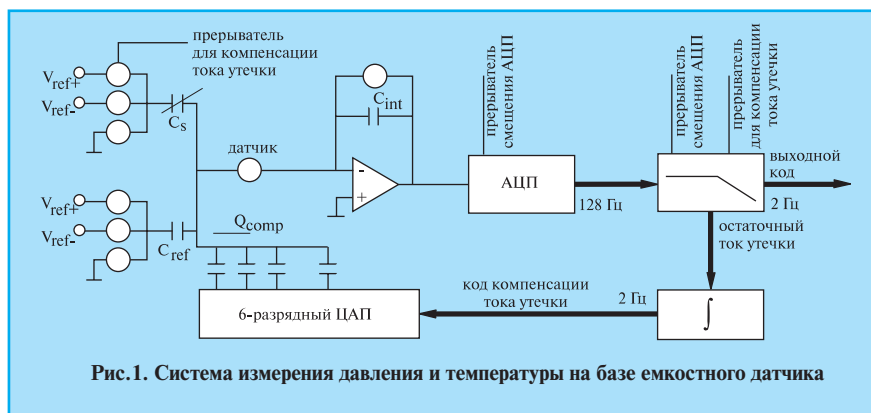 прерыватель
для компенсации
тока утечки
Vref+
Vref-
Cs
датчик
Cint
-
+
прерыватель
смещения АЦП
АЦП
128 Гц
прерыватель
смещения АЦП
прерыватель
для компенсации
тока утечки
выходной
код
2 Гц
остаточный
ток утечки
Vref+
Vref-
Cref
Qcomp
6-разрядный ЦАП
код компенсации
тока утечки
2 Гц
∫
Рис.1. Система измерения давления и температуры на базе емкостного датчика